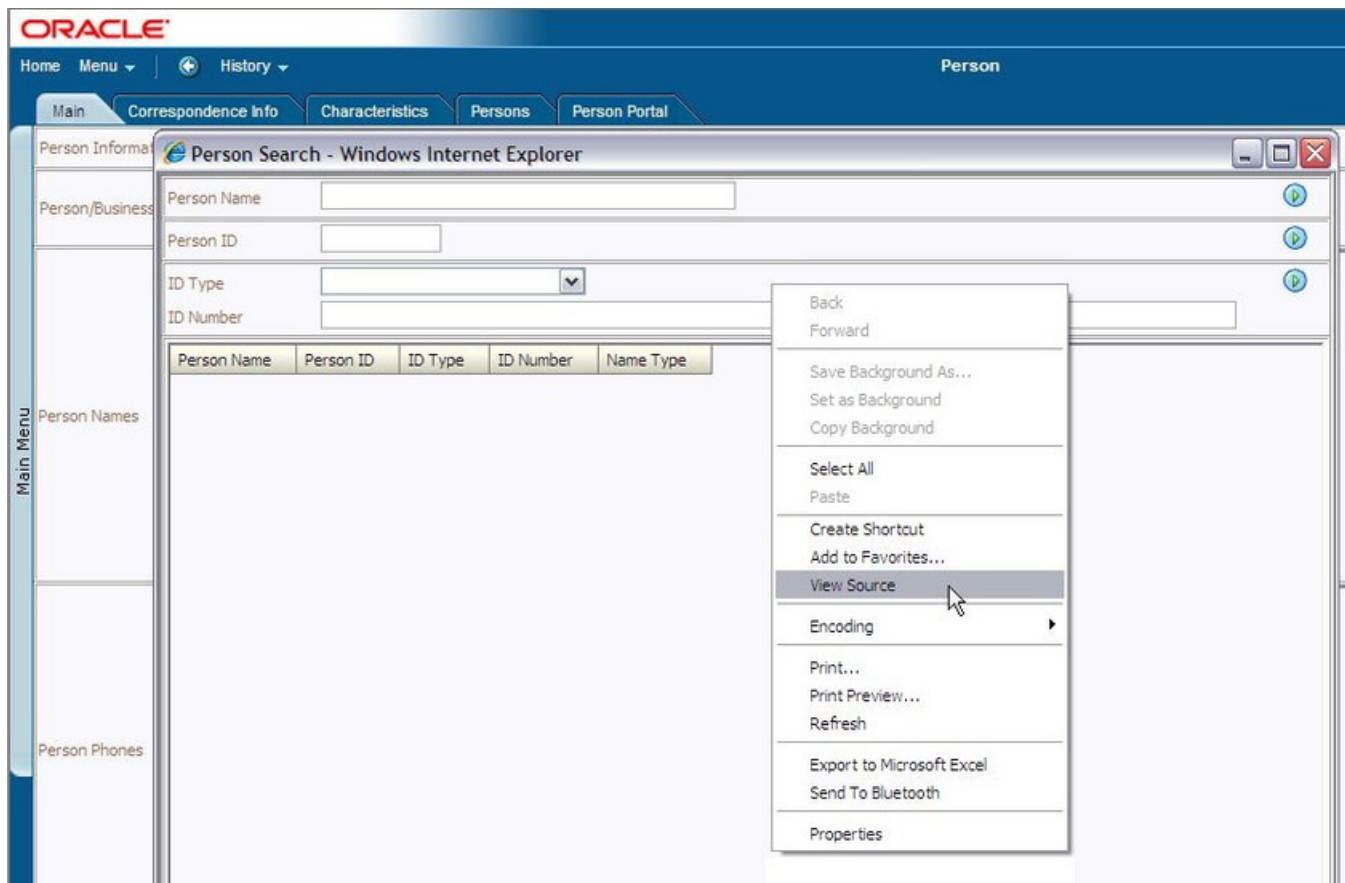 ORACLE
Home Menu History Person
Main Correspondence Info Characteristics Persons Person Portal
Person Informat
Person/Business
Person Names
Person Phones
Main Menu
Person Search - Windows Internet Explorer
Person Name
Person ID
ID Type
ID Number
Person Name Person ID ID Type ID Number Name Type
Back
Forward
Save Background As...
Set as Background
Copy Background
Select All
Paste
Create Shortcut
Add to Favorites...
View Source
Encoding
Print...
Print Preview...
Refresh
Export to Microsoft Excel
Send To Bluetooth
Properties